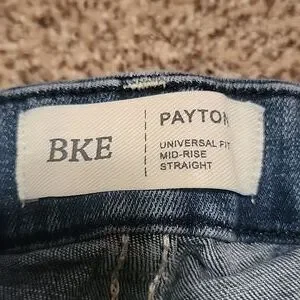 BKE
PAYTON
UNIVERSAL FIT
MID-RISE
STRAIGHT